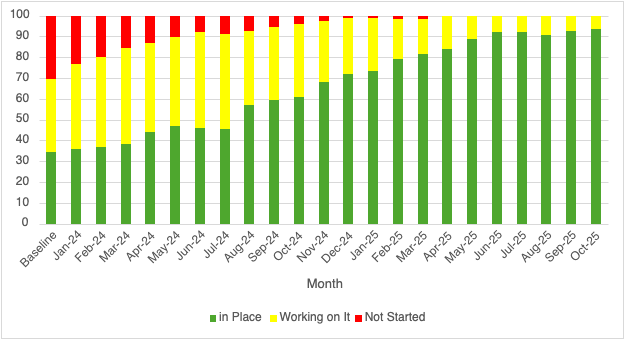 100
90
80
70
60
50
40
30
20
10
0
Baseline
Jan-24
Feb-24
Mar-24
Apr-24
May-24
Jun-24
Jul-24
Aug-24
Sep-24
Oct-24
Nov-24
Dec-24
Jan-25
Feb-25
Mar-25
Apr-25
May-25
Jun-25
Jul-25
Aug-25
Sep-25
Oct-25
Month
in Place Working on It Not Started